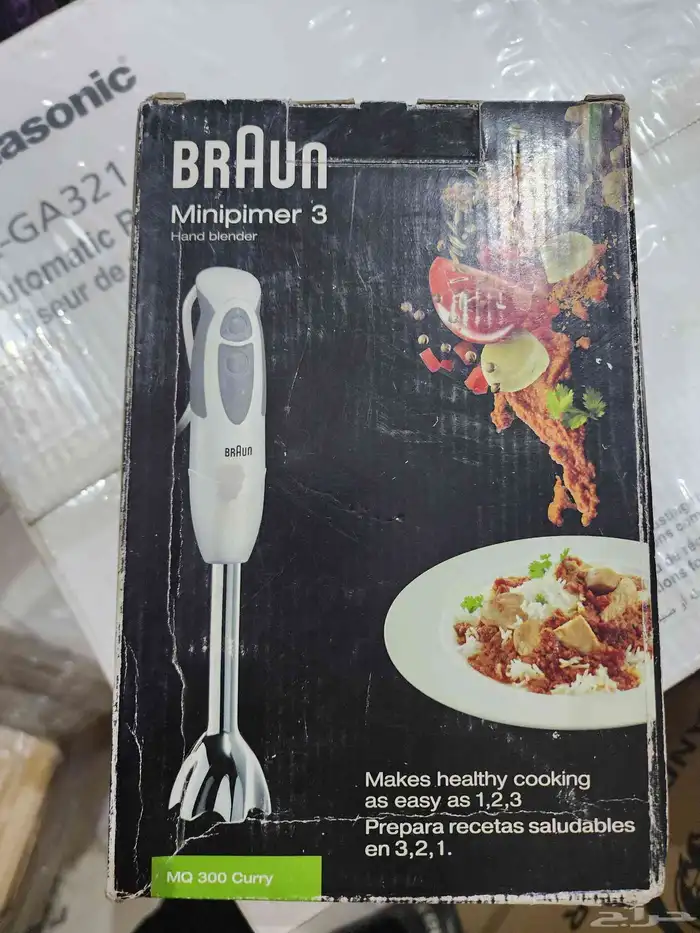 asonic
-GA321
utomatic
seur de
BRAUN
Minipimer 3
Hand blender
BRAUN
Makes healthy cooking
as easy as 1,2,3
Prepara recetas saludables
en 3,2,1.
MQ 300 Curry
حراج